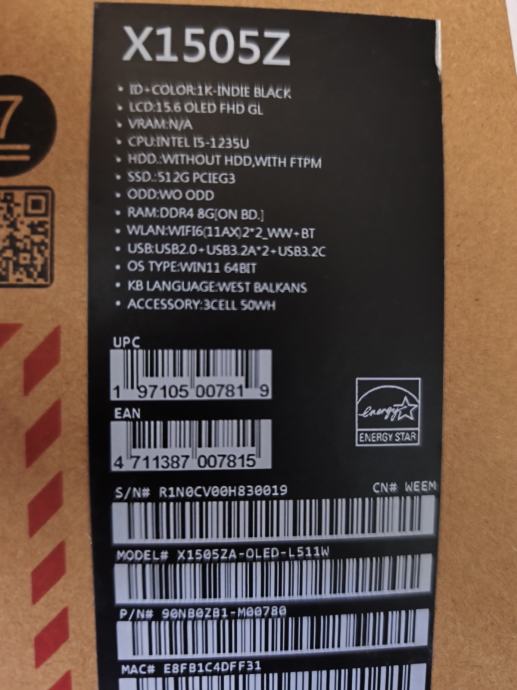 X1505Z
• ID+COLOR:1K-INDIE BLACK
• LCD:15.6 OLED FHD GL
• VRAM:N/A
• CPU:INTEL I5-1235U
• HDD.:WITHOUT HDD,WITH FTPM
• SSD.:512G PCIEG3
• ODD:WO ODD
• RAM:DDR4 8G[ON BD.]
• WLAN:WIFI6(11AX)2*2_WW+BT
• USB:USB2.0+USB3.2A*2+USB3.2C
• OS TYPE:WIN11 64BIT
• KB LANGUAGE:WEST BALKANS
• ACCESSORY:3CELL 50WH
7
UPC
1 97105 00781 9
EAN
4 711387 007815
energy
ENERGY STAR
S/N# R1N0CV00H830019 CN# WEEM
MODEL# X1505ZA-OLED-L511W
P/N# 90NB0ZB1-M00780
MAC# E8FB1C4DFF31